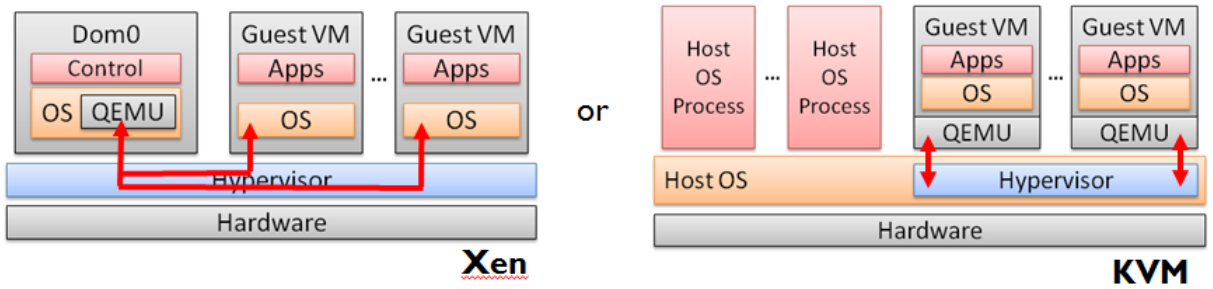 Dom0
Control
OS QEMU
Guest VM
Apps
OS
...
Guest VM
Apps
OS
Hypervisor
Hardware
Xen
or
Host
OS
Process
...
Host
OS
Process
Guest VM
Apps
OS
QEMU
...
Guest VM
Apps
OS
QEMU
Host OS
Hypervisor
Hardware
KVM